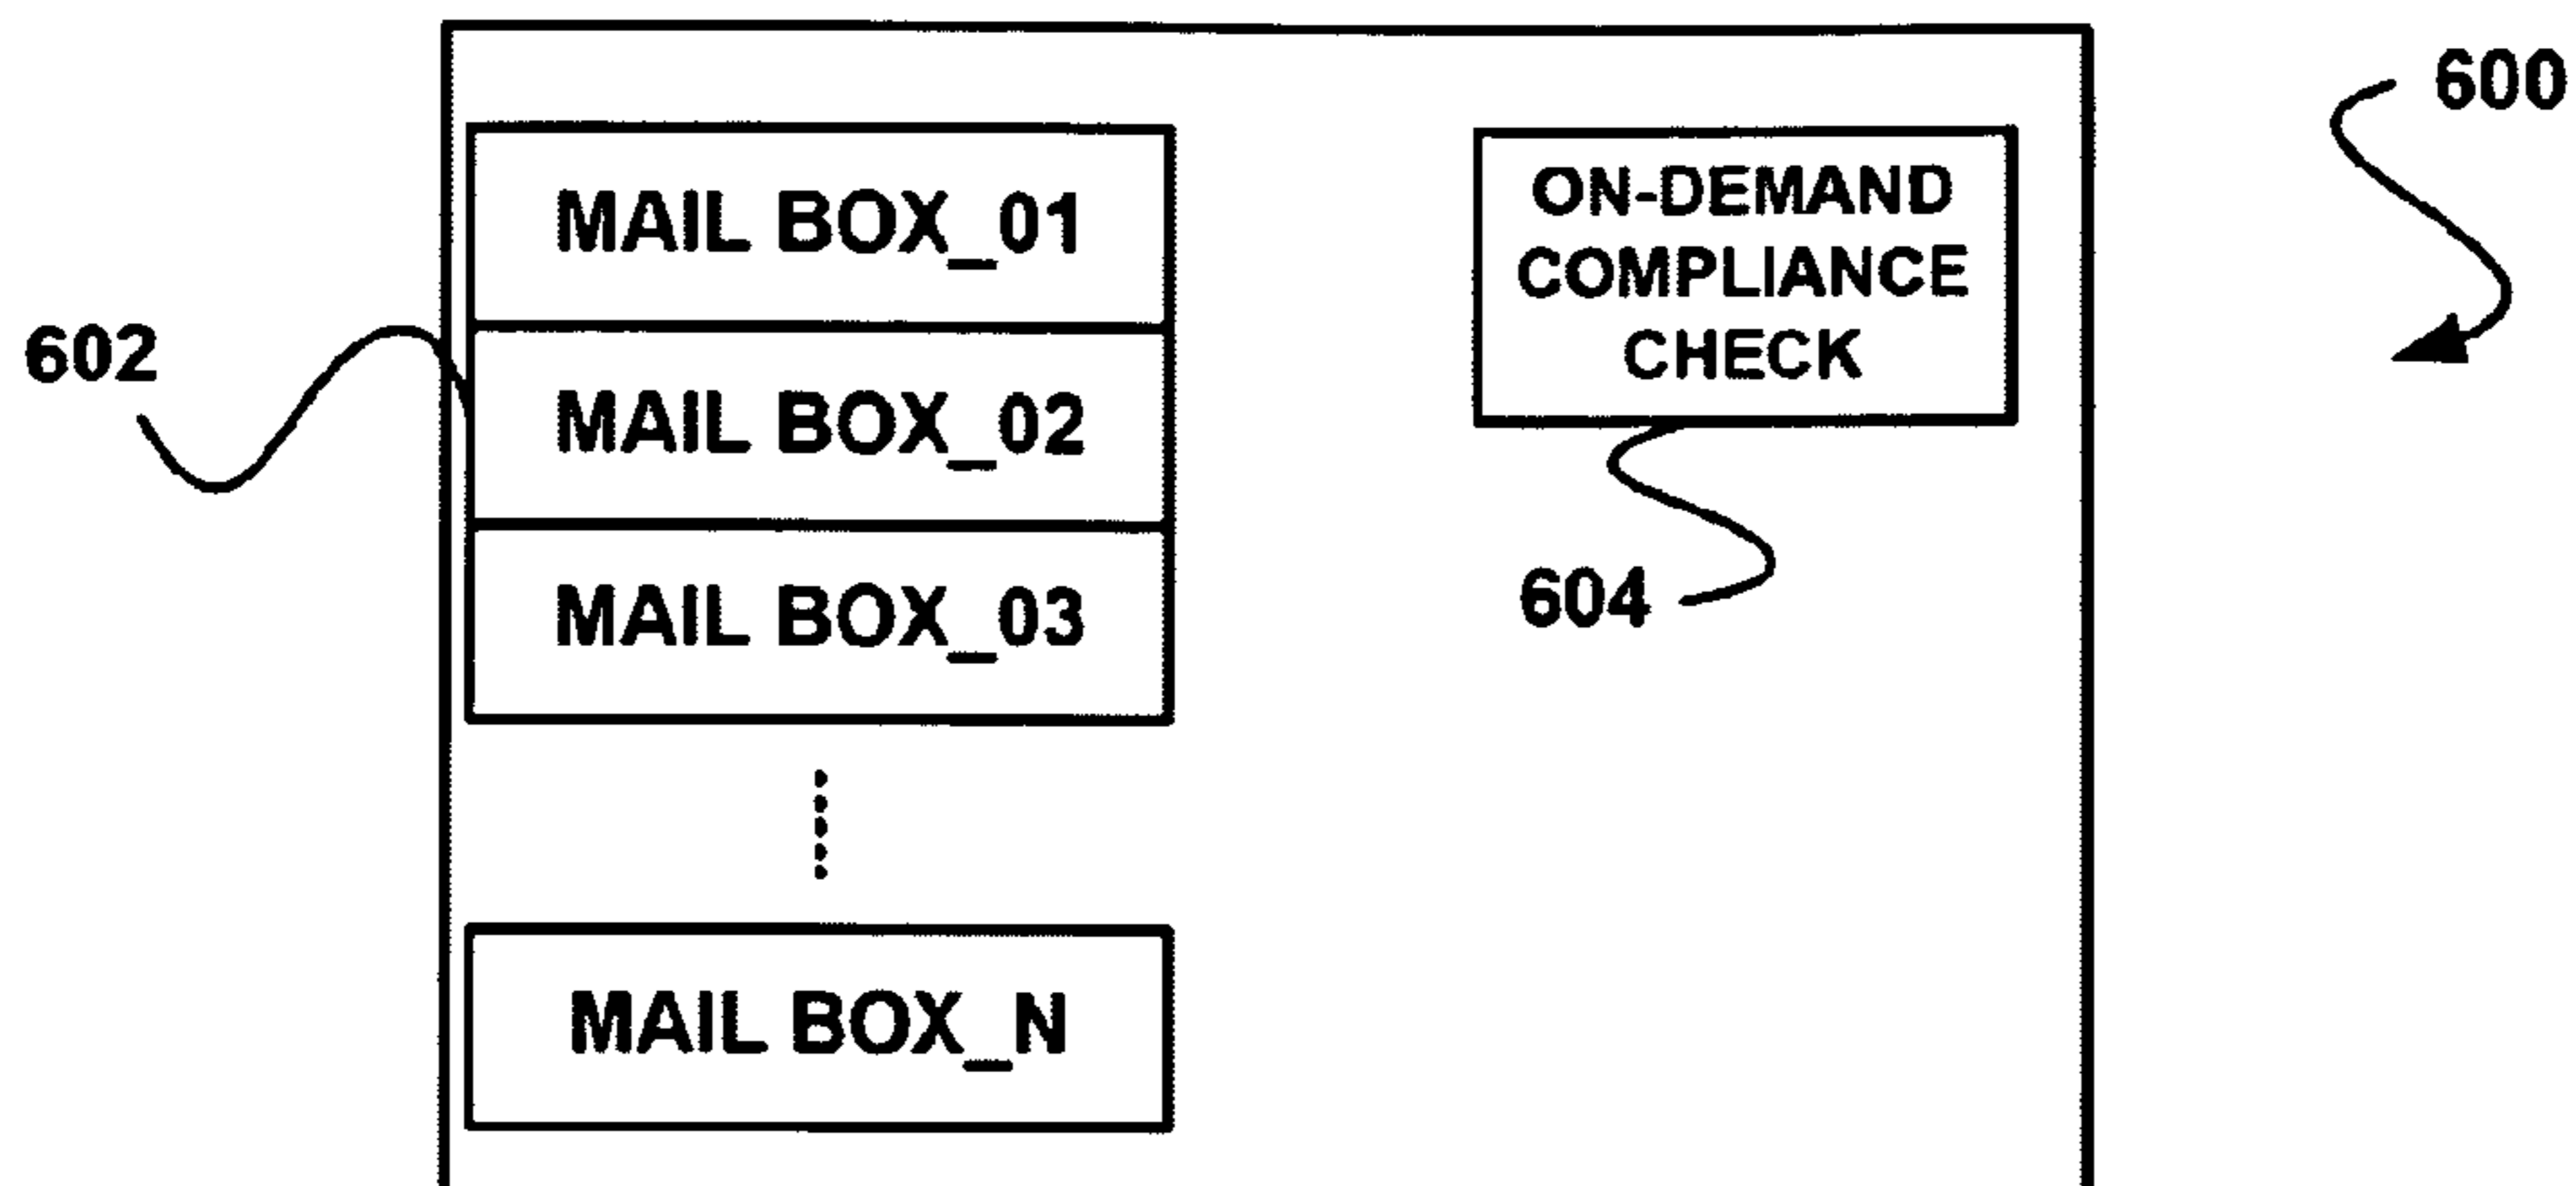 600
MAIL BOX_01
ON-DEMAND
COMPLIANCE
CHECK
602
MAIL BOX_02
MAIL BOX_03
604
MAIL BOX_N